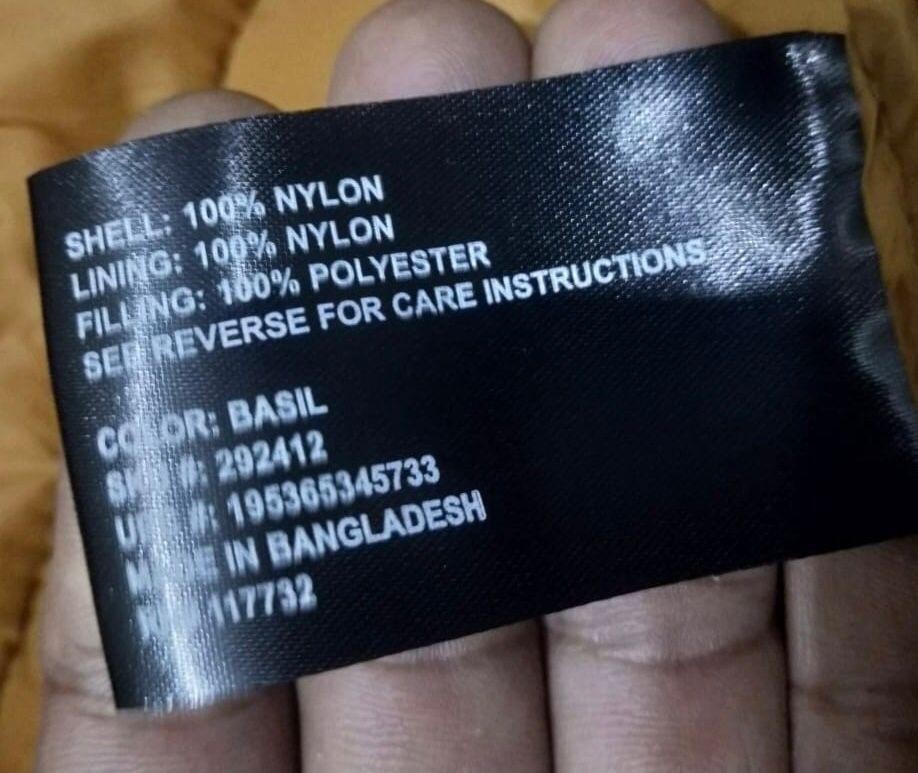 SHELL: 100% NYLON
LINING: 100% NYLON
FILLING: 100% POLYESTER
SEE REVERSE FOR CARE INSTRUCTIONS
COLOR: BASIL
292412
195365345733
MADE IN BANGLADESH
117732